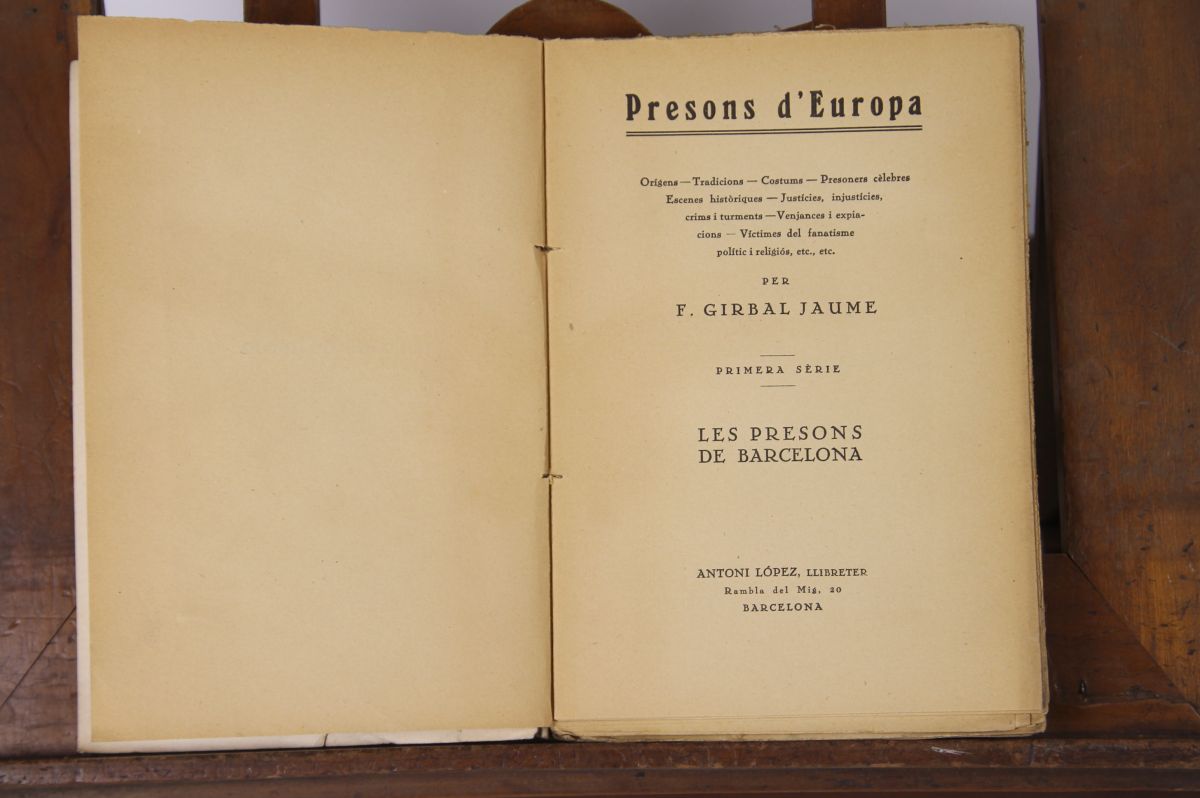 Presons d'Europa
Orígens — Tradicions — Costums — Presoners cèlebres
Escenes històriques — Justícies, injustícies,
crims i turments — Venjances i expia-
cions — Víctimes del fanatisme
polític i religiós, etc., etc.
PER
F. GIRBAL JAUME
PRIMERA SÈRIE
LES PRESONS
DE BARCELONA
ANTONI LÓPEZ, LLIBRETER
Rambla del Mig, 20
BARCELONA